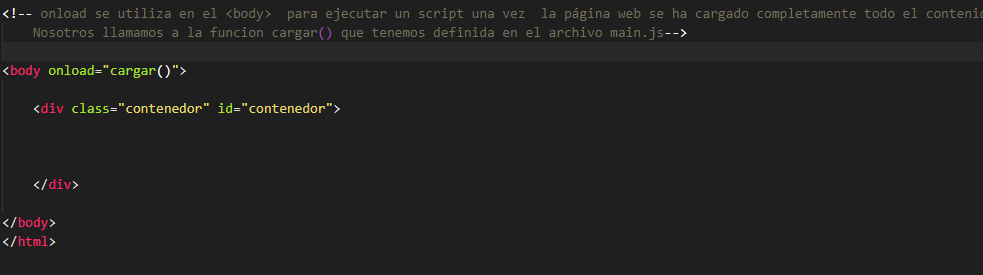 <!-- onload se utiliza en el <body>  para ejecutar un script una vez  la página web se ha cargado completamente todo el
    Nosotros llamamos a la funcion cargar() que tenemos definida en el archivo main.js-->
<body onload="cargar()">
    <div class="contenedor" id="contenedor">
    </div>
</body>
</html>